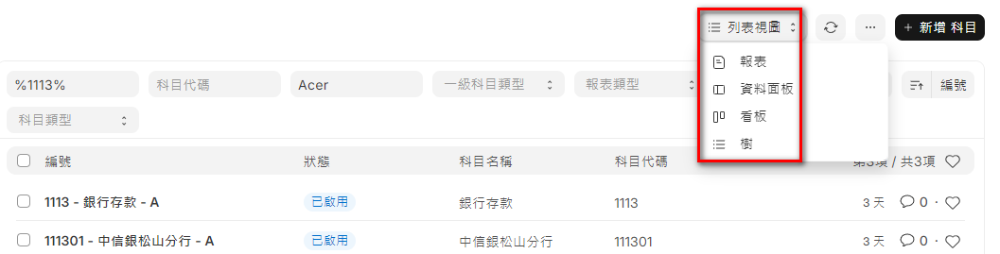 列表視圖
新增 科目
報表
資料面板
看板
樹
%1113%
科目代碼
Acer
一級科目類型
報表類型
編號
科目類型
編號
狀態
科目名稱
科目代碼
第3項 / 共3項
1113 - 銀行存款 - A
已啟用
銀行存款
1113
3 天
0
111301 - 中信銀松山分行 - A
已啟用
中信銀松山分行
111301
3 天
0